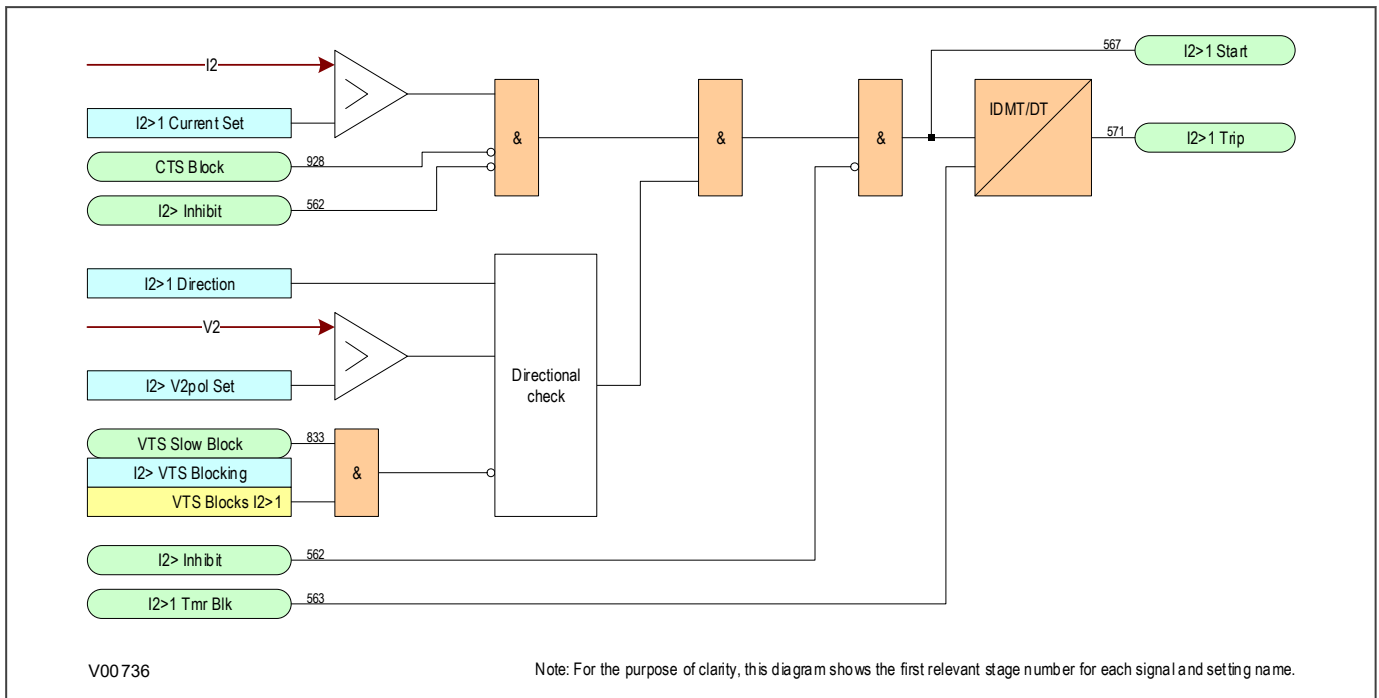 I2
I2>1 Current Set
CTS Block
928
I2> Inhibit
562
I2>1 Direction
V2
I2> V2pol Set
VTS Slow Block
833
I2> VTS Blocking
VTS Blocks I2>1
I2> Inhibit
562
I2>1 Tmr Blk
563
>
>
&
&
&
&
Directional
check
IDMT/DT
567
I2>1 Start
571
I2>1 Trip
V00736
Note: For the purpose of clarity, this diagram shows the first relevant stage number for each signal and setting name.